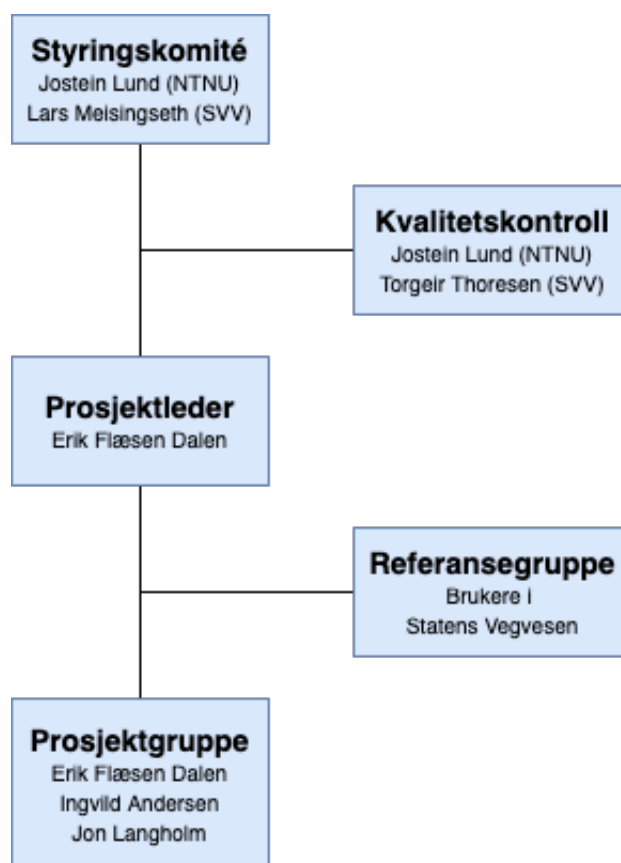 Styringskomité
Jostein Lund (NTNU)
Lars Meisingseth (SVV)
Kvalitetskontroll
Jostein Lund (NTNU)
Torgeir Thoresen (SVV)
Prosjektleder
Erik Flæsen Dalen
Referansegruppe
Brukere i
Statens Vegvesen
Prosjektgruppe
Erik Flæsen Dalen
Ingvild Andersen
Jon Langholm